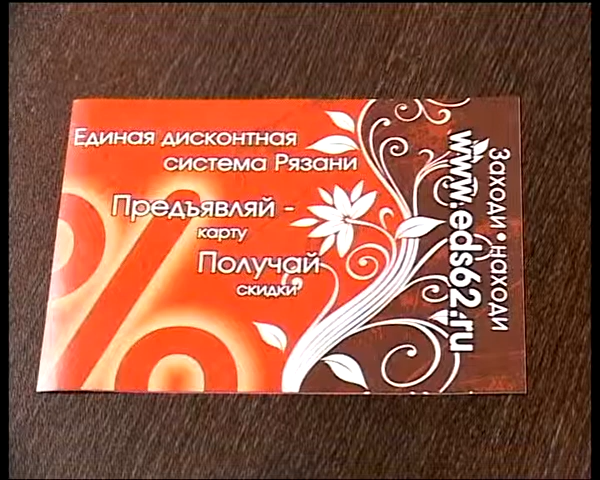 Единая дисконтная
система Рязани
Предъявляй -
карту
Получай
скидки
Заходи • находи
www.eds62.ru